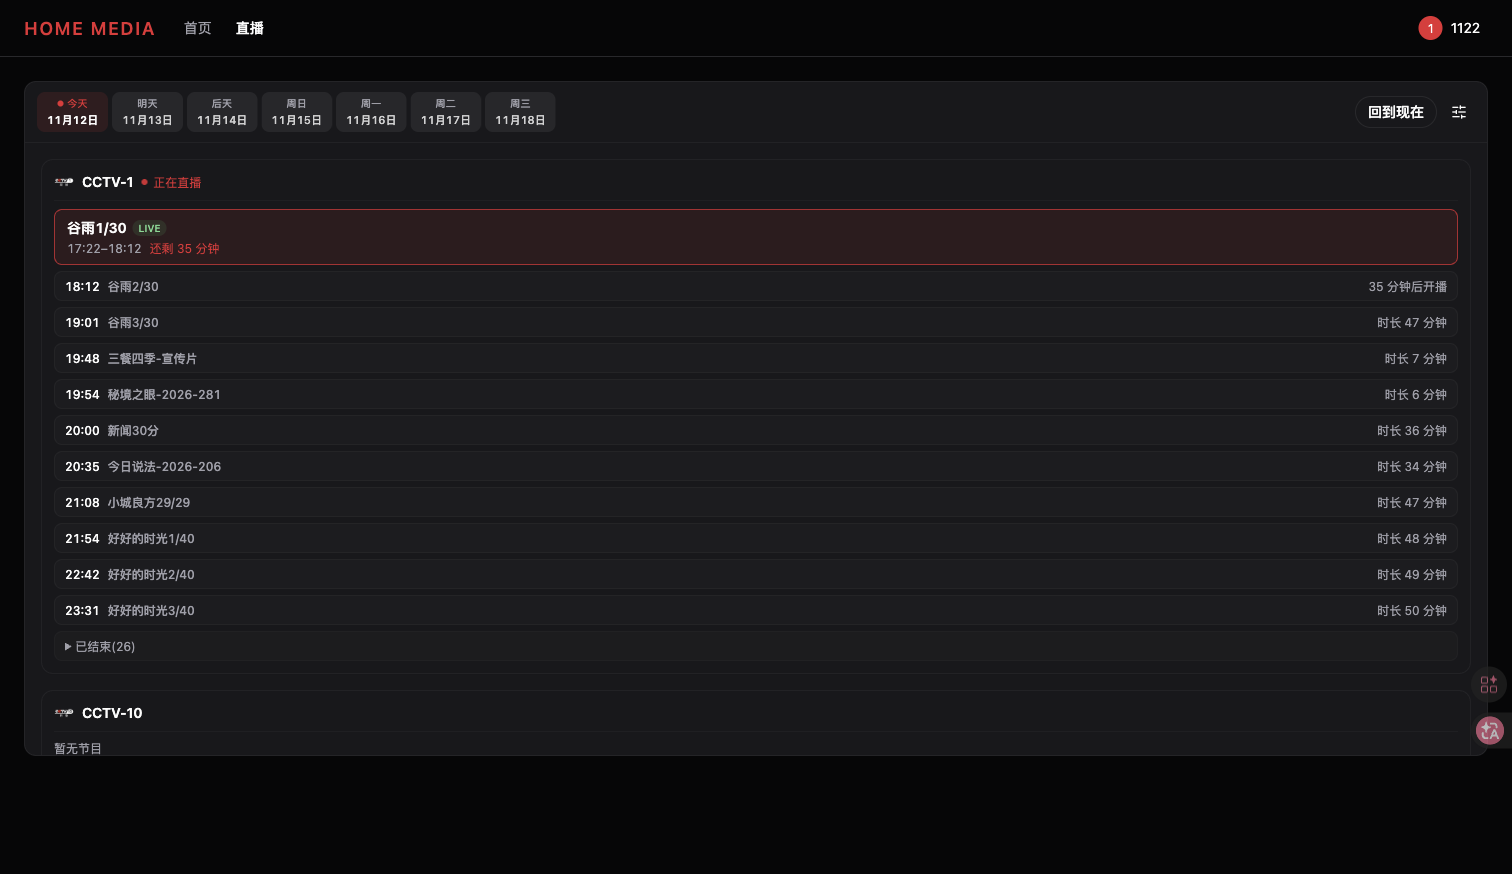 HOME MEDIA 首页 直播 1 1122
今天 明天 后天 周日 周一 周二 周三
11月12日 11月13日 11月14日 11月15日 11月16日 11月17日 11月18日 回到现在
CCTV-1 正在直播
谷雨1/30 LIVE
17:22–18:12 还剩 35 分钟
18:12 谷雨2/30 35 分钟后开播
19:01 谷雨3/30 时长 47 分钟
19:48 三餐四季-宣传片 时长 7 分钟
19:54 秘境之眼-2026-281 时长 6 分钟
20:00 新闻30分 时长 36 分钟
20:35 今日说法-2026-206 时长 34 分钟
21:08 小城良方29/29 时长 47 分钟
21:54 好好的时光1/40 时长 48 分钟
22:42 好好的时光2/40 时长 49 分钟
23:31 好好的时光3/40 时长 50 分钟
已结束(26)
CCTV-10
暂无节目